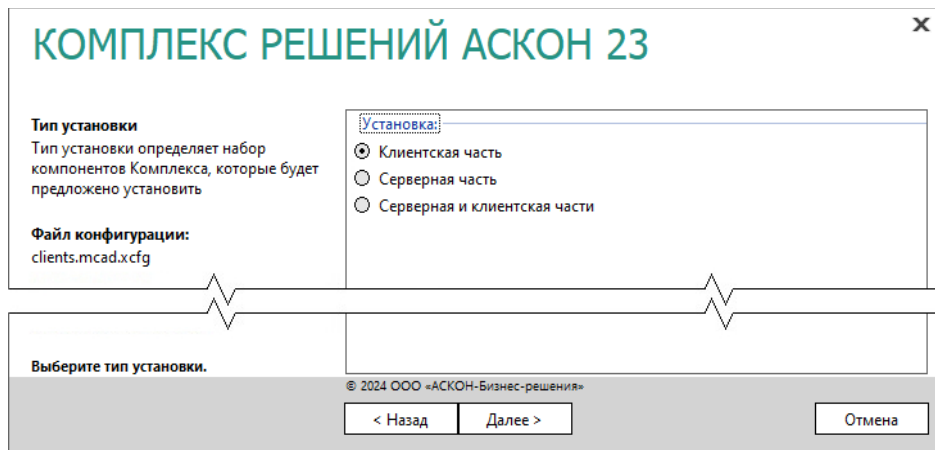 КОМПЛЕКС РЕШЕНИЙ АСКОН 23
x
Тип установки
Тип установки определяет набор
компонентов Комплекса, которые будет
предложено установить
Файл конфигурации:
clients.mcad.xcfg
Выберите тип установки.
Установка:
Клиентская часть
Серверная часть
Серверная и клиентская части
© 2024 ООО «АСКОН-Бизнес-решения»
< Назад
Далее >
Отмена